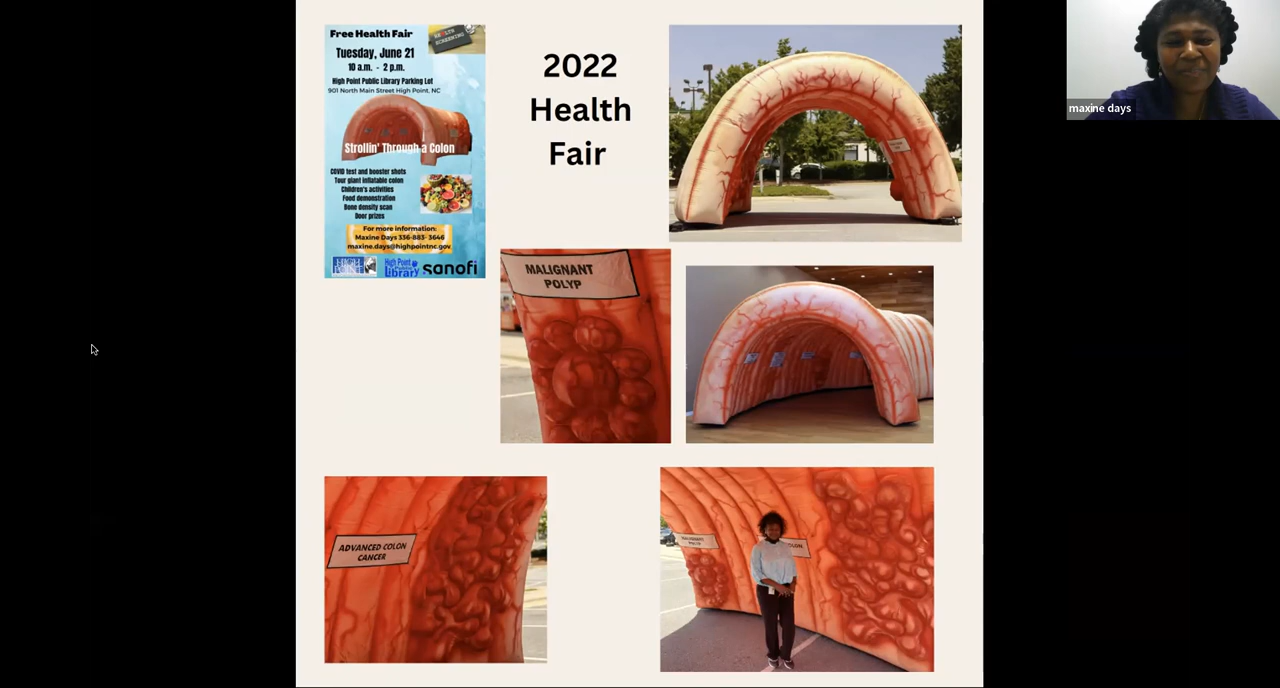 Free Health Fair
HEALTH
SCREENING
Tuesday, June 21
10 a.m. - 2 p.m.
High Point Public Library Parking Lot
901 North Main Street High Point, NC
Strollin' Through a Colon
COVID test and booster shots
Tour giant inflatable colon
Children's activities
Food demonstration
Bone density scan
Door prizes
For more information:
Maxine Days 336-883-3646
maxine.days@highpointnc.gov
High Point
Public
Library
sanofi
2022
Health
Fair
MALIGNANT
POLYP
ADVANCED COLON
CANCER
maxine days